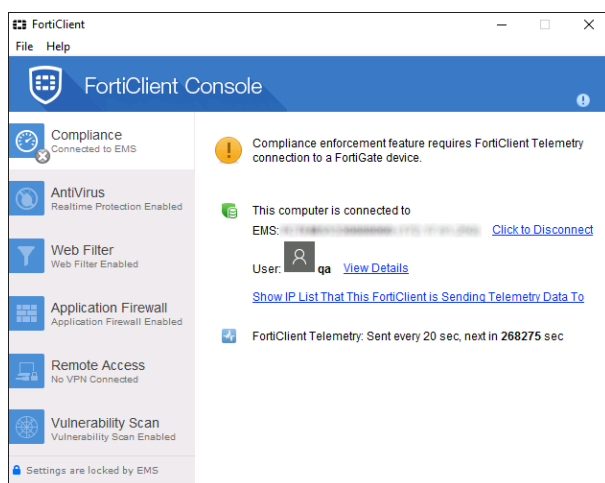 FortiClient
File Help
FortiClient Console
Compliance
Connected to EMS
AntiVirus
Realtime Protection Enabled
Web Filter
Web Filter Enabled
Application Firewall
Application Firewall Enabled
Remote Access
No VPN Connected
Vulnerability Scan
Vulnerability Scan Enabled
Settings are locked by EMS
Compliance enforcement feature requires FortiClient Telemetry
connection to a FortiGate device.
This computer is connected to
EMS: Click to Disconnect
User: qa View Details
Show IP List That This FortiClient is Sending Telemetry Data To
FortiClient Telemetry: Sent every 20 sec, next in 268275 sec